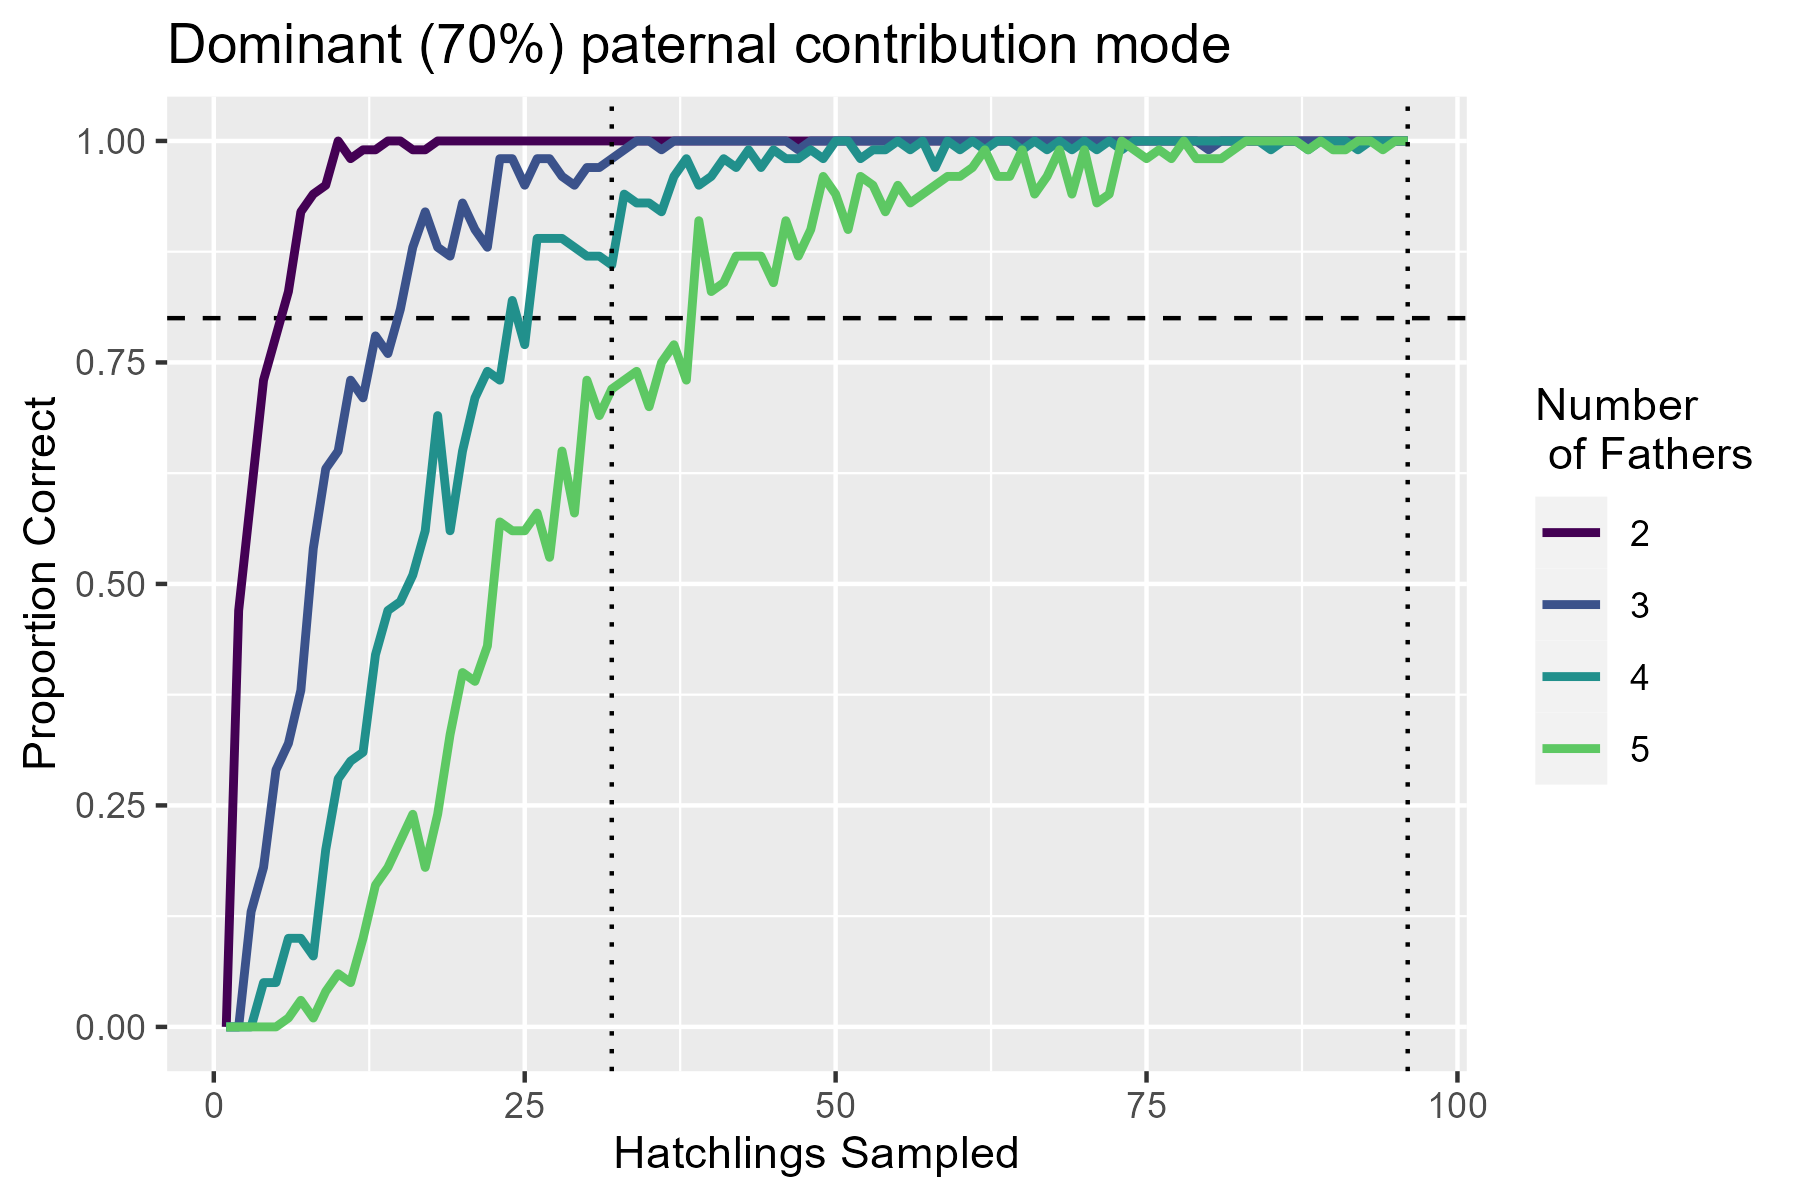 Dominant (70%) paternal contribution mode
1.00
0.75
0.50
0.25
0.00
Proportion Correct
0 25 50 75 100
Hatchlings Sampled
Number
of Fathers
2
3
4
5